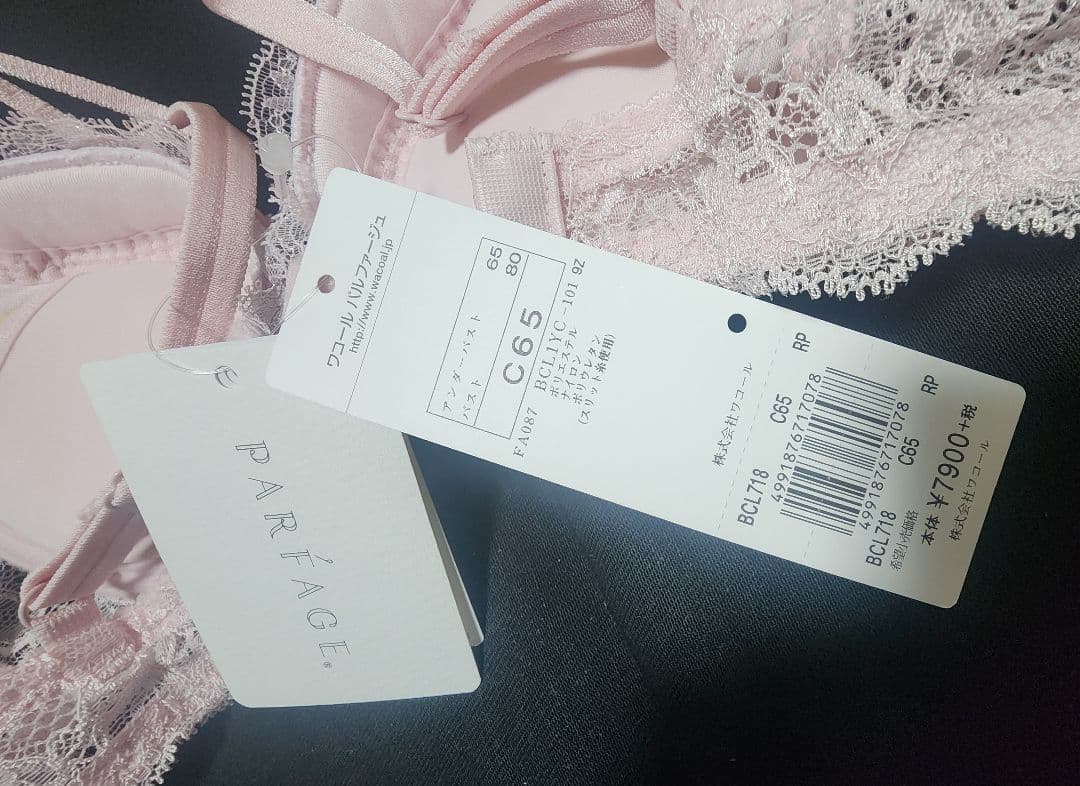 ワコール パルファージュ
http://www.wacoal.jp
アンダーバスト 65
バスト 80
C65
FA087
BCL1YC -101 9Z
ポリエステル
ナイロン
ポリウレタン
(スリット糸使用)
株式会社ワコール
BCL718 C65 RP
4991876717078
4991876717078
BCL718 C65 RP
希望小売価格
本体 ¥7900+税
株式会社ワコール
PARFAGE®